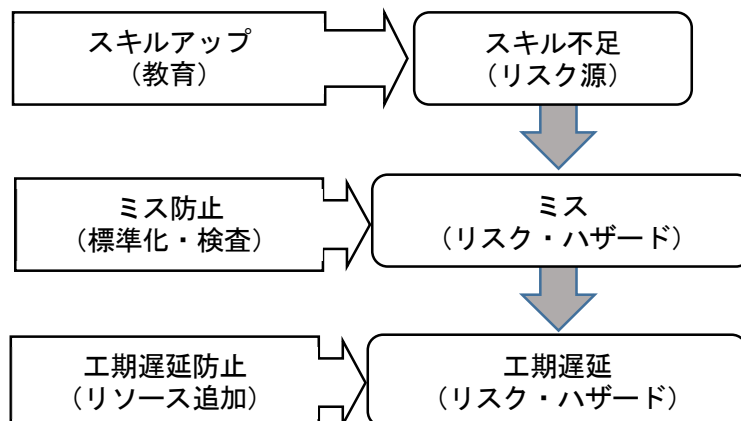 スキルアップ
（教育）
スキル不足
（リスク源）
ミス防止
（標準化・検査）
ミス
（リスク・ハザード）
工期遅延防止
（リソース追加）
工期遅延
（リスク・ハザード）